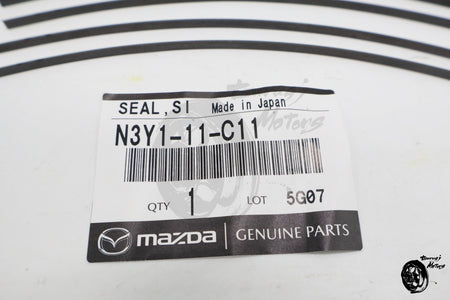 SEAL,SI Made in Japan
N3Y1-11-C11
QTY 1 LOT 5G07
mazda GENUINE PARTS